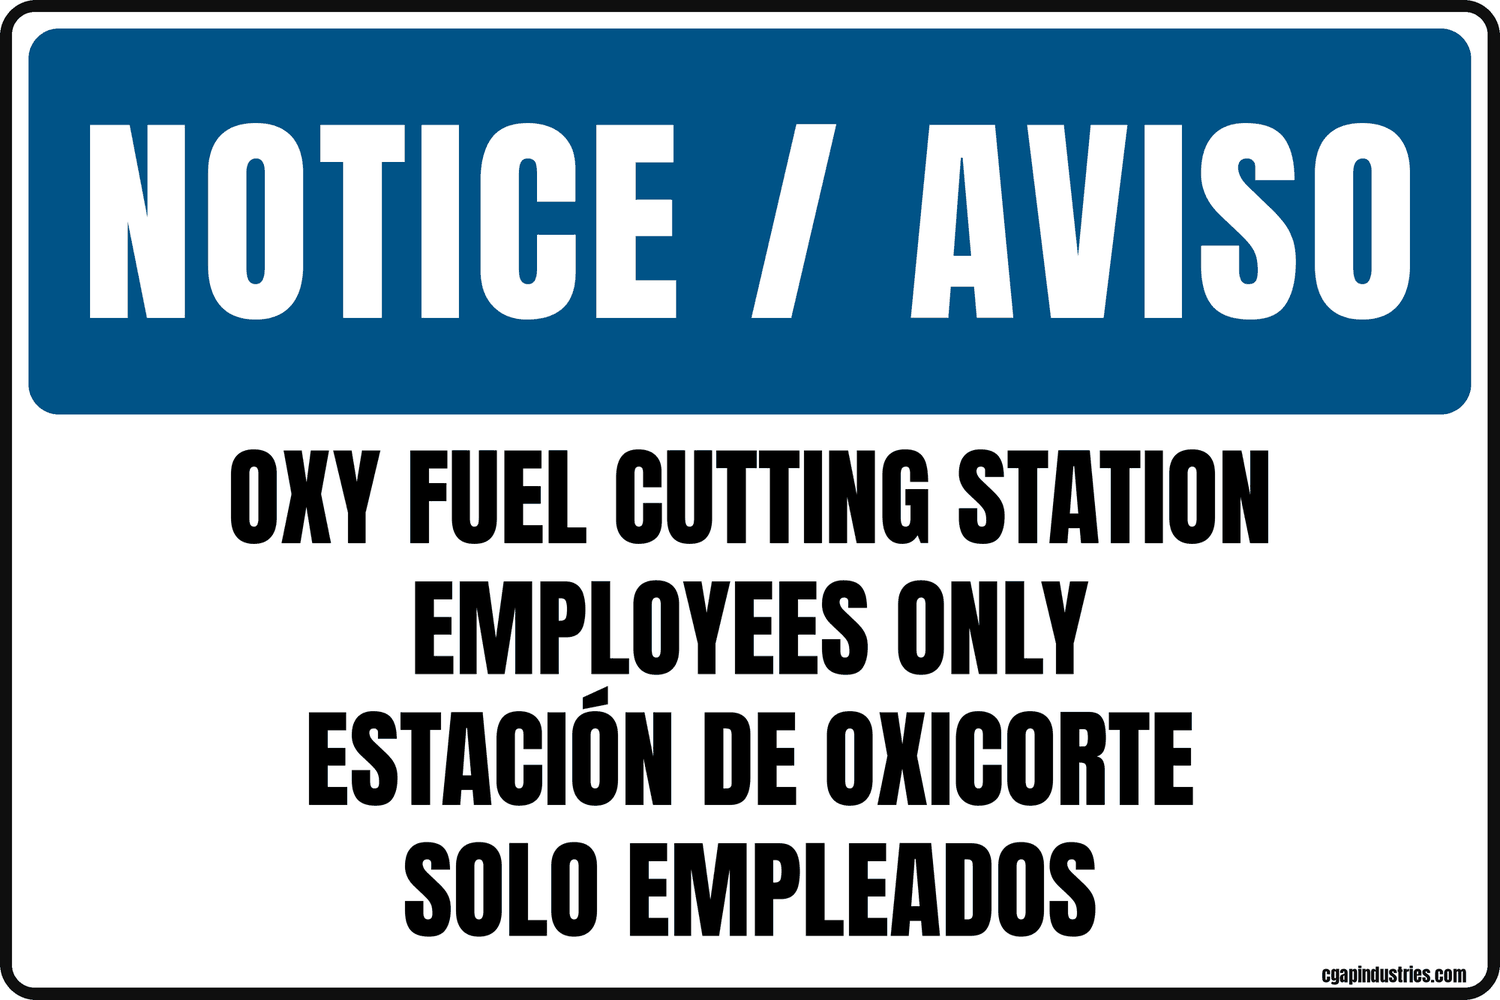 NOTICE / AVISO
OXY FUEL CUTTING STATION
EMPLOYEES ONLY
ESTACIÓN DE OXICORTE
SOLO EMPLEADOS
cgapindustries.com